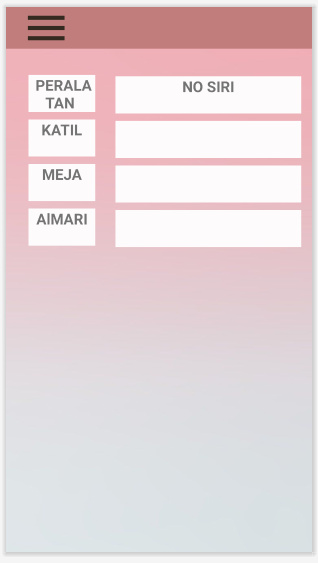 PERALA
TAN
NO SIRI
KATIL
MEJA
AlMARI